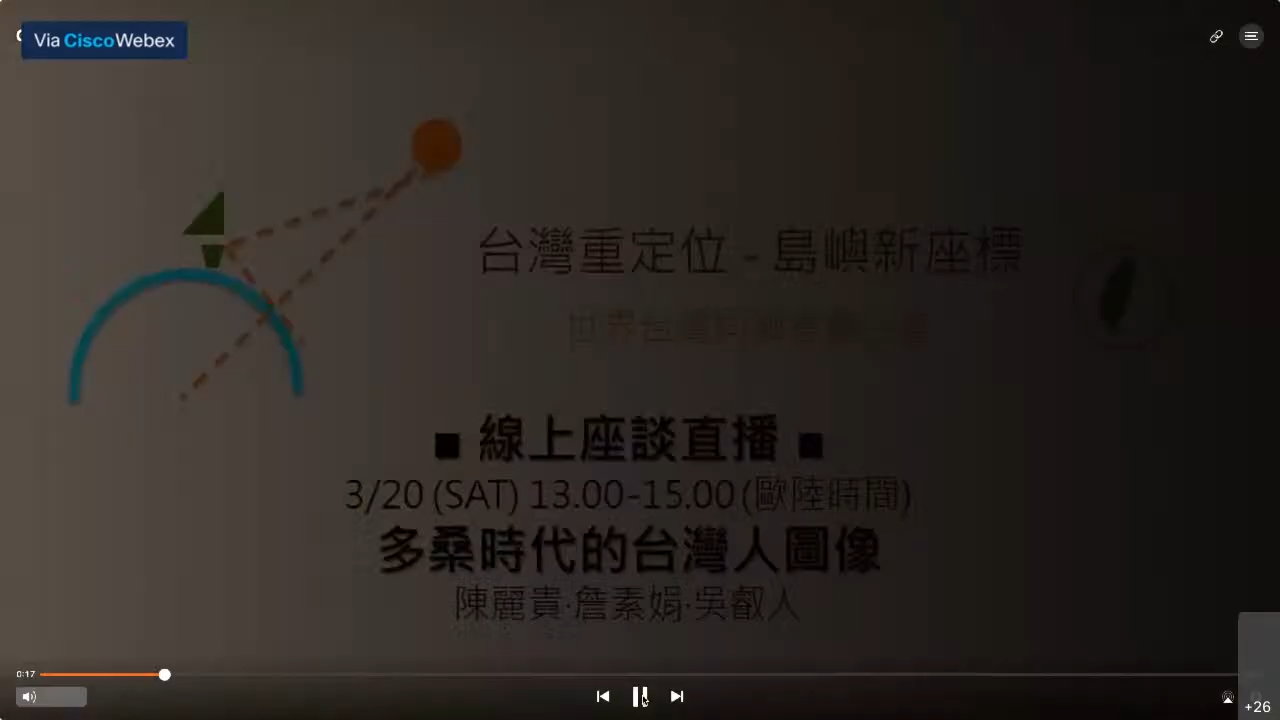 Via CiscoWebex
台灣重定位 - 島嶼新座標
■ 線上座談直播 ■
3/20 (SAT) 13.00-15.00 (歐陸時間)
多桑時代的台灣人圖像
陳麗貴·詹素娟·吳叡人
0:17
+26